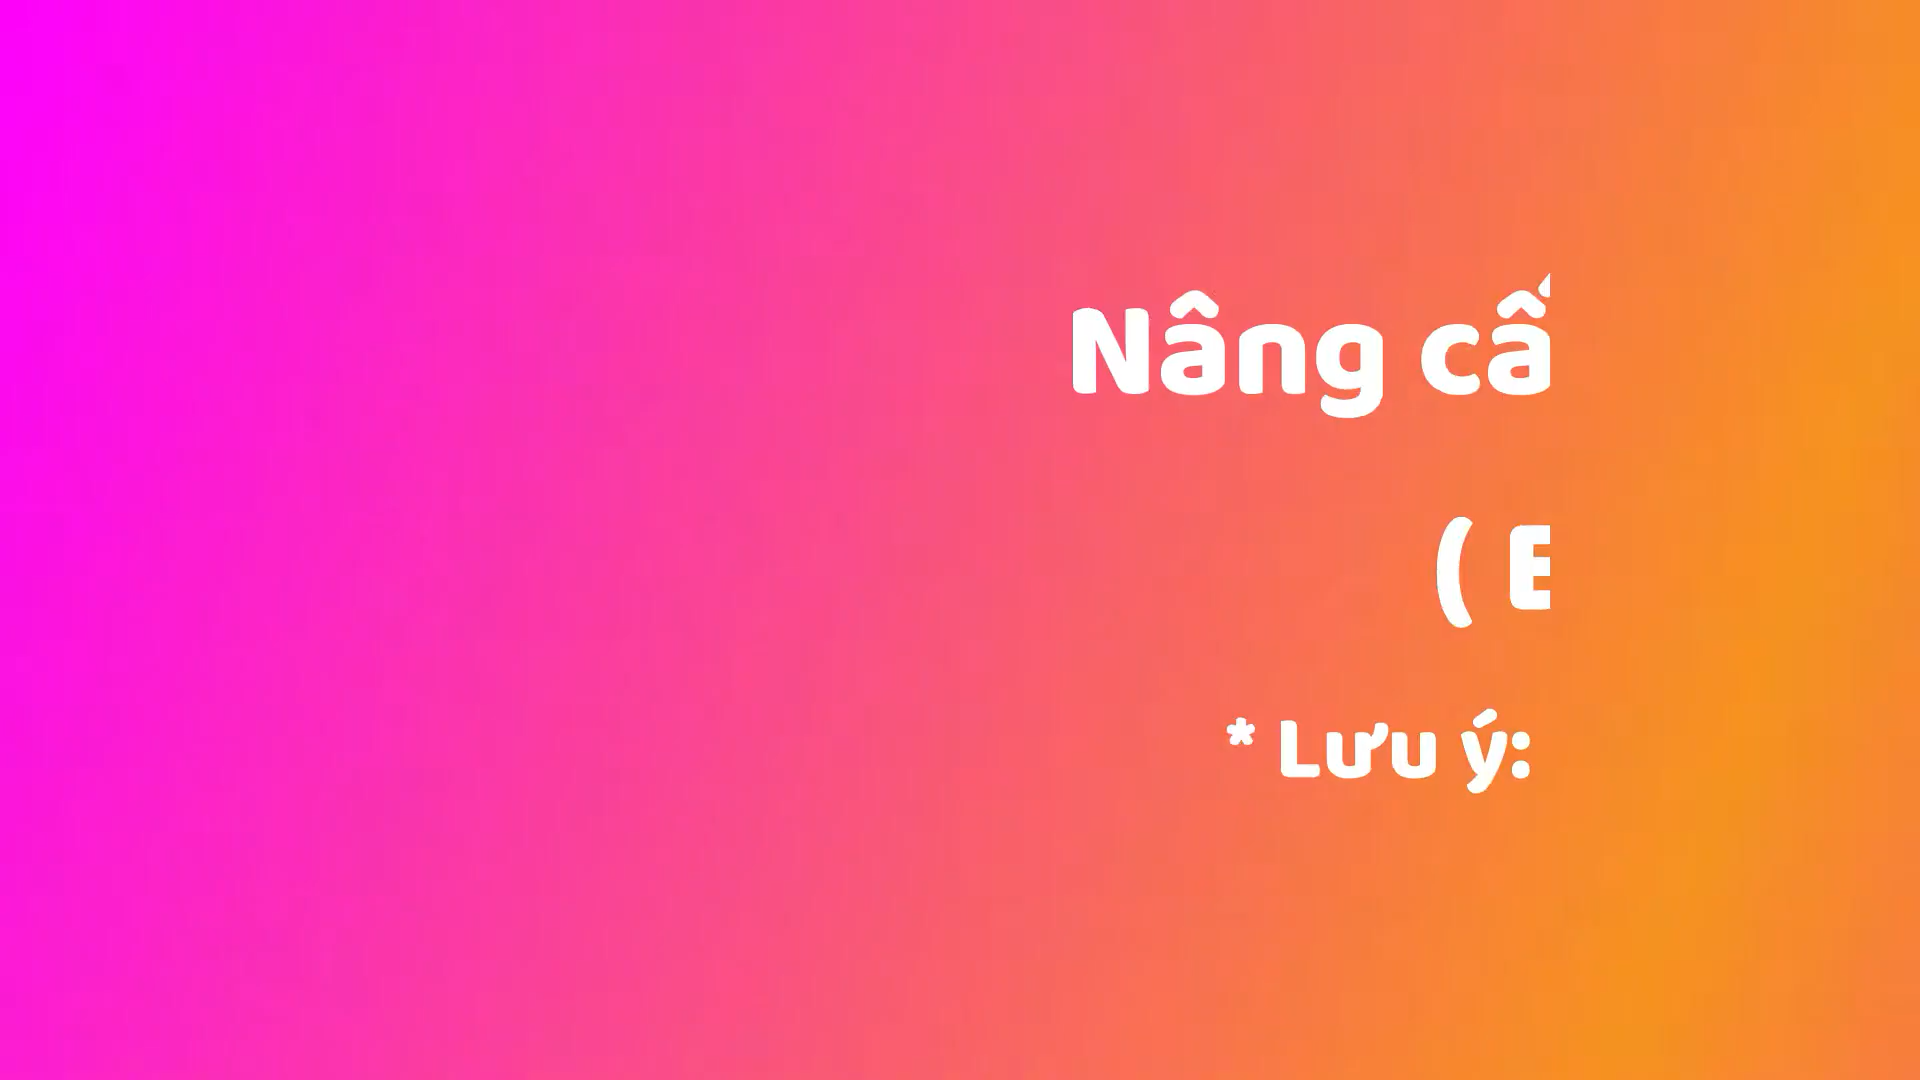 Nâng cấ
( E
* Lưu ý: